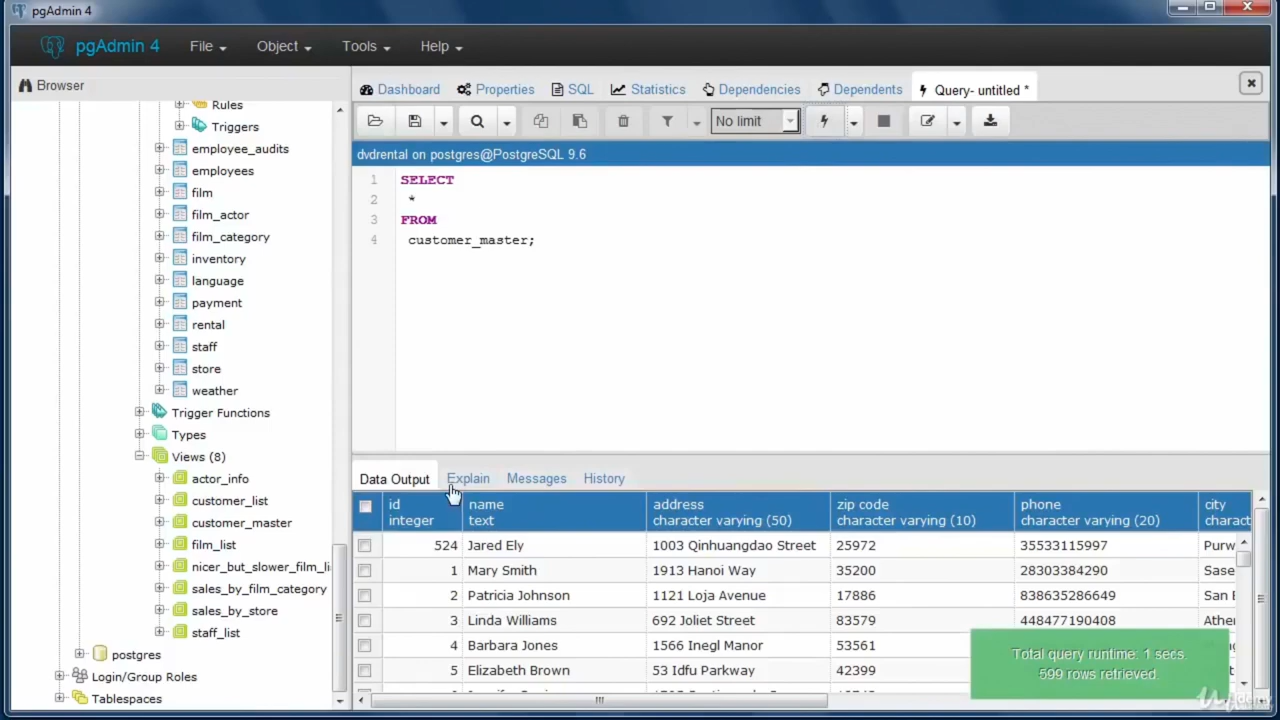 pgAdmin 4
pgAdmin 4 File Object Tools Help
Browser
Rules
Triggers
employee_audits
employees
film
film_actor
film_category
inventory
language
payment
rental
staff
store
weather
Trigger Functions
Types
Views (8)
actor_info
customer_list
customer_master
film_list
nicer_but_slower_film_li
sales_by_film_category
sales_by_store
staff_list
postgres
Login/Group Roles
Tablespaces
Dashboard Properties SQL Statistics Dependencies Dependents Query- untitled *
No limit
dvdrental on postgres@PostgreSQL 9.6
1 SELECT
2 *
3 FROM
4 customer_master;
Data Output Explain Messages History
id name address zip code phone city
integer text character varying (50) character varying (10) character varying (20) charact
524 Jared Ely 1003 Qinhuangdao Street 25972 35533115997 Purw
1 Mary Smith 1913 Hanoi Way 35200 28303384290 Sase
2 Patricia Johnson 1121 Loja Avenue 17886 838635286649 San
3 Linda Williams 692 Joliet Street 83579 448477190408 Athe
4 Barbara Jones 1566 Inegl Manor 53561
5 Elizabeth Brown 53 Idfu Parkway 42399
Total query runtime: 1 secs.
599 rows retrieved.
Udemy